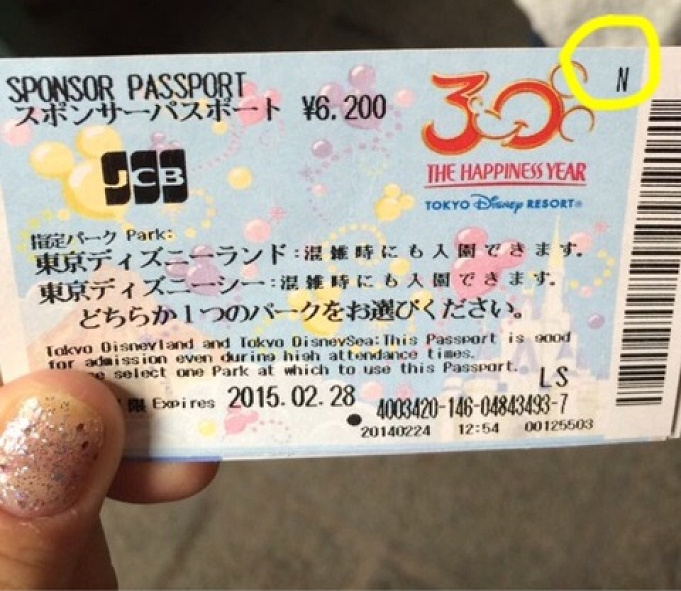 N
SPONSOR PASSPORT
スポンサーパスポート ¥6,200
30
THE HAPPINESS YEAR
TOKYO Disney RESORT®
JCB
指定パーク Park:
東京ディズニーランド:混雑時にも入園できます。
東京ディズニーシー:混雑時にも入園できます。
どちらか1つのパークをお選びください。
Tokyo Disneyland and Tokyo DisneySea:This Passport is good
for admission even during high attendance times.
select one Park at which to use this Passport.
LS
限 Expires 2015.02.28
4003420-146-04843493-7
20140224 12:54 00125503